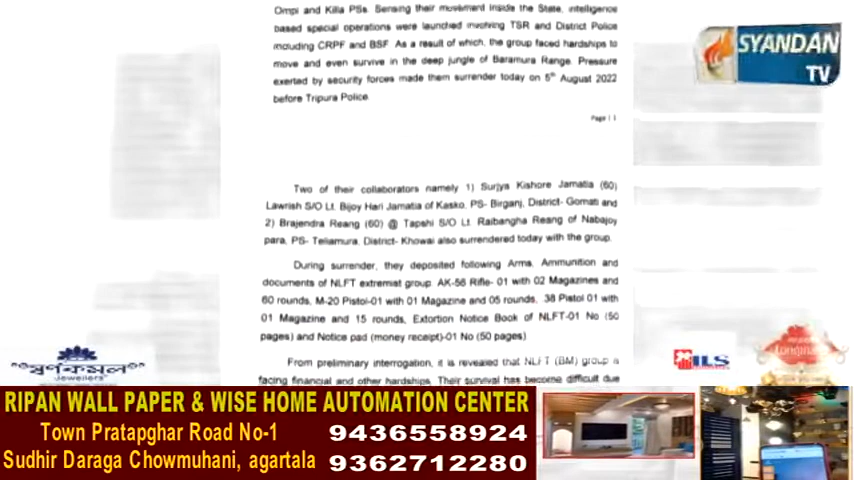 Ompi and Killa PSs. Sensing their movement inside the State, intelligence
based special operations were launched involving TSR and District Police
including CRPF and BSF. As a result of which, the group faced hardships to
move and even survive in the deep jungle of Baramura Range. Pressure
exerted by security forces made them surrender today on 5th August 2022
before Tripura Police.
Page | 1
Two of their collaborators namely 1) Surjya Kishore Jamatia (60)
Lawrish S/O Lt. Bijoy Hari Jamatia of Kasko, PS- Birganj, District- Gomati and
2) Brajendra Reang (60) @ Tapshi S/O Lt. Raibangha Reang of Nabajoy
para, PS- Teliamura, District- Khowai also surrendered today with the group.
During surrender, they deposited following Arms, Ammunition and
documents of NLFT extremist group. AK-56 Rifle- 01 with 02 Magazines and
60 rounds, M-20 Pistol-01 with 01 Magazine and 05 rounds, .38 Pistol 01 with
01 Magazine and 15 rounds, Extortion Notice Book of NLFT-01 No (50
pages) and Notice pad (money receipt)-01 No (50 pages)
From preliminary interrogation, it is revealed that NLFT (BM) group is
facing financial and other hardships. Their survival has become difficult due
SYANDAN
TV
স্বর্ণকমল
Jewellers
ILS
RIPAN WALL PAPER & WISE HOME AUTOMATION CENTER
Town Pratapghar Road No-1
9436558924
Sudhir Daraga Chowmuhani, agartala
9362712280